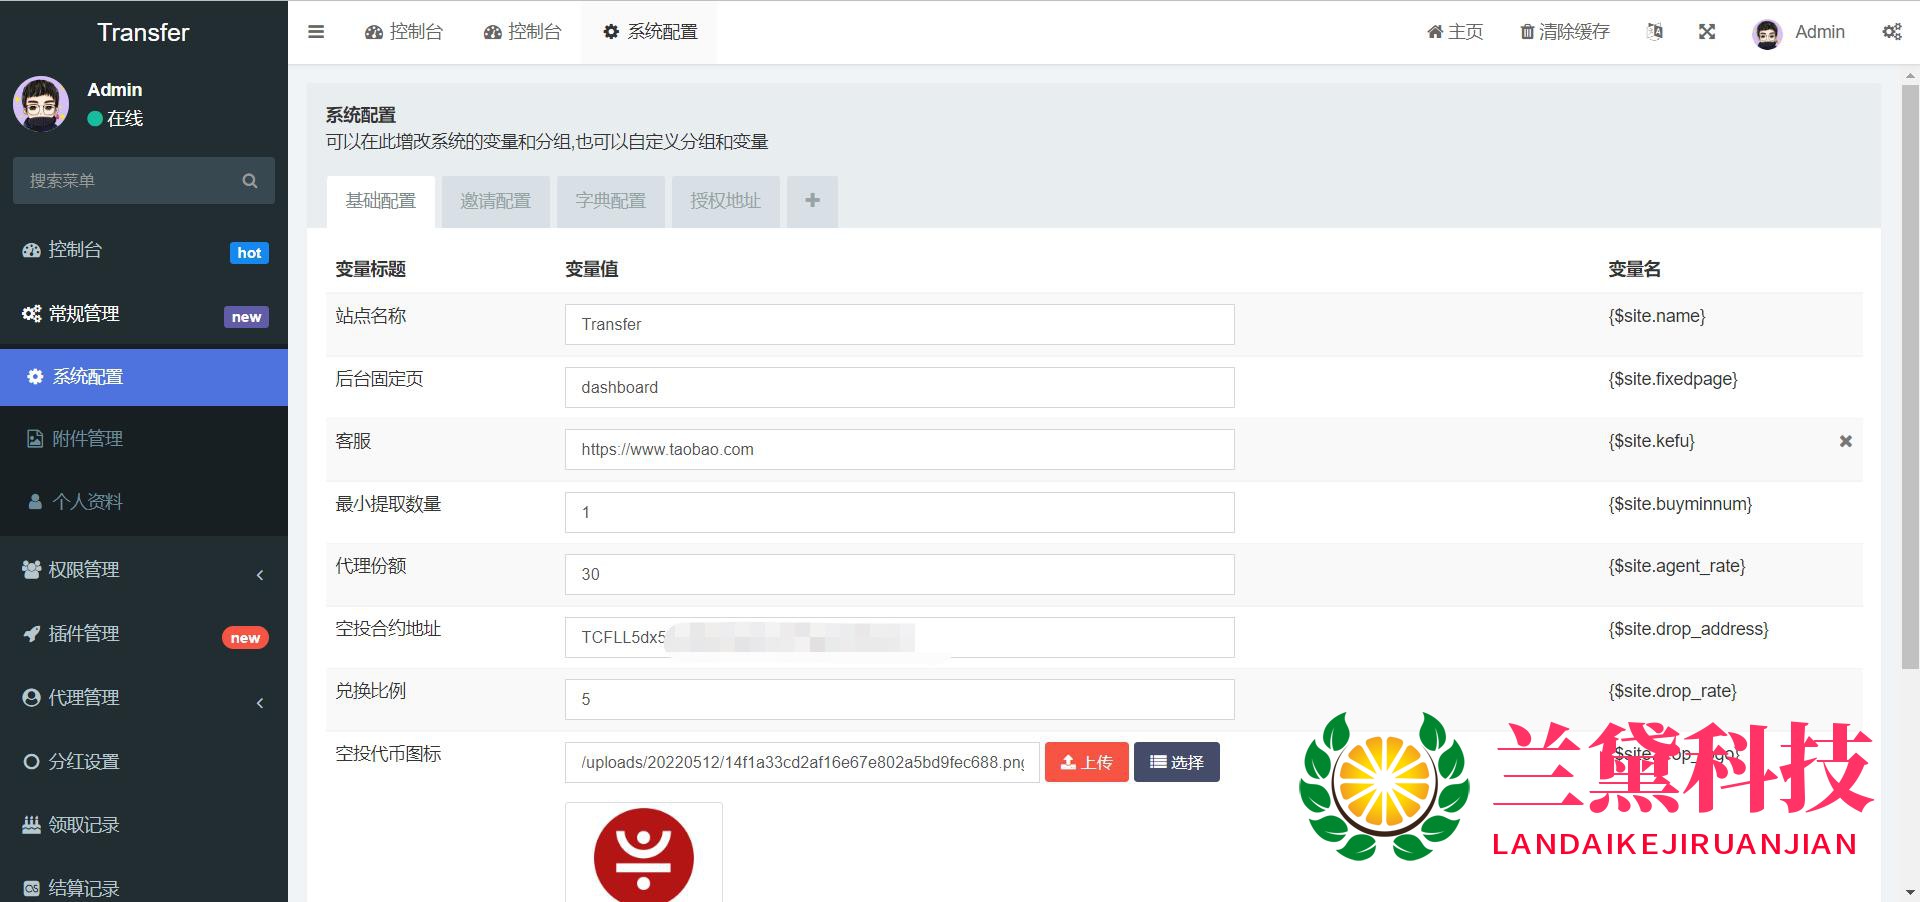 Transfer
Admin
在线
搜索菜单
控制台
hot
常规管理
new
系统配置
附件管理
个人资料
权限管理
插件管理
new
代理管理
分红设置
领取记录
结算记录
控制台
控制台
系统配置
主页
清除缓存
Admin
系统配置
可以在此增改系统的变量和分组,也可以自定义分组和变量
基础配置
邀请配置
字典配置
授权地址
变量标题 变量值 变量名
站点名称 Transfer {$site.name}
后台固定页 dashboard {$site.fixedpage}
客服 https://www.taobao.com {$site.kefu}
最小提取数量 1 {$site.buyminnum}
代理份额 30 {$site.agent_rate}
空投合约地址 TCFLL5dx5 {$site.drop_address}
兑换比例 5 {$site.drop_rate}
空投代币图标 /uploads/20220512/14f1a33cd2af16e67e802a5bd9fec688.png 上传 选择
兰黛科技
LANDAIKEJIRUANJIAN